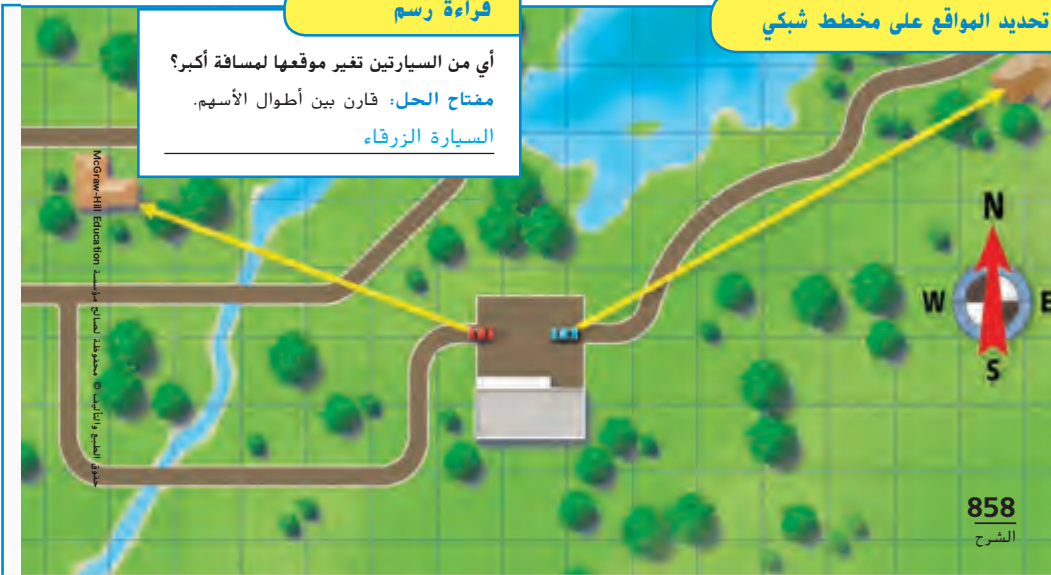 تحديد المواقع على مخطط شبكي
قراءة رسم
أي من السيارتين تغير موقعها لمسافة أكبر؟
مفتاح الحل: قارن بين أطوال الأسهم.
السيارة الزرقاء
N
W
E
S
حقوق الطبع والتأليف © محفوظة لصالح مؤسسة McGraw-Hill Education
858
الشرح